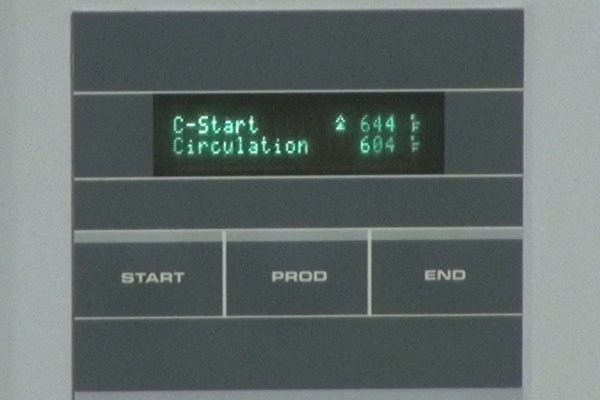 C-Start 644 °F
Circulation 604 °F
START PROD END